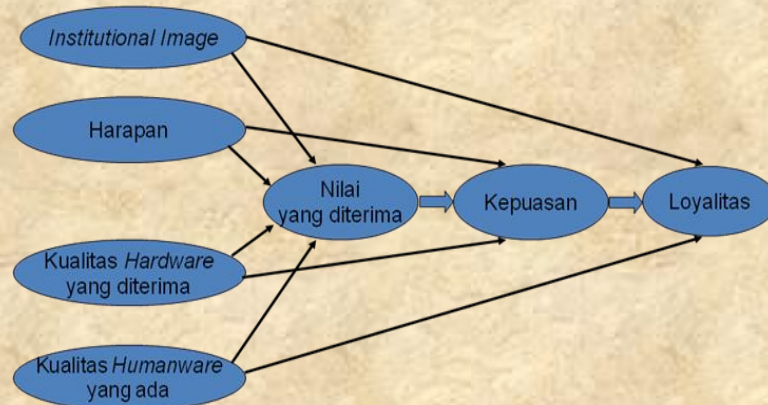 Institutional Image
Harapan
Nilai
yang diterima
Kepuasan
Loyalitas
Kualitas Hardware
yang diterima
Kualitas Humanware
yang ada